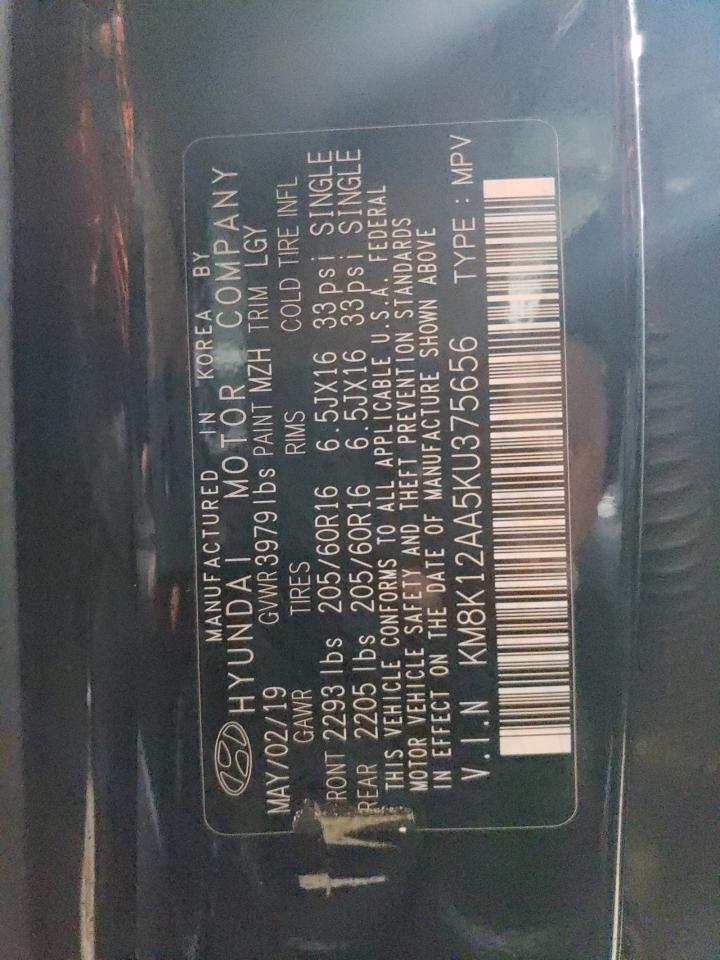 MANUFACTURED IN KOREA BY
HYUNDAI MOTOR COMPANY
MAY/02/19 GVWR 3979 lbs PAINT MZH TRIM LGY
GAWR TIRES RIMS COLD TIRE INFL
RONT 2293 lbs 205/60R16 6.5JX16 33psi SINGLE
REAR 2205 lbs 205/60R16 6.5JX16 33psi SINGLE
THIS VEHICLE CONFORMS TO ALL APPLICABLE U.S.A. FEDERAL
MOTOR VEHICLE SAFETY AND THEFT PREVENTION STANDARDS
IN EFFECT ON THE DATE OF MANUFACTURE SHOWN ABOVE
V.I.N KM8K12AA5KU375656 TYPE : MPV